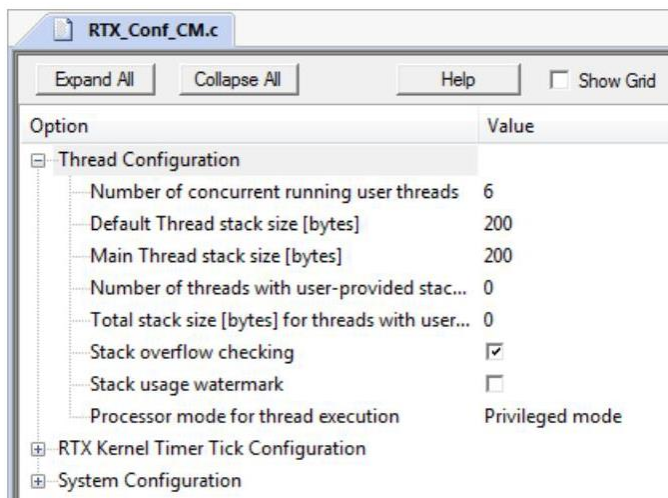 RTX_Conf_CM.c
Expand All Collapse All Help Show Grid
Option Value
Thread Configuration
Number of concurrent running user threads 6
Default Thread stack size [bytes] 200
Main Thread stack size [bytes] 200
Number of threads with user-provided stac... 0
Total stack size [bytes] for threads with user... 0
Stack overflow checking
Stack usage watermark
Processor mode for thread execution Privileged mode
RTX Kernel Timer Tick Configuration
System Configuration